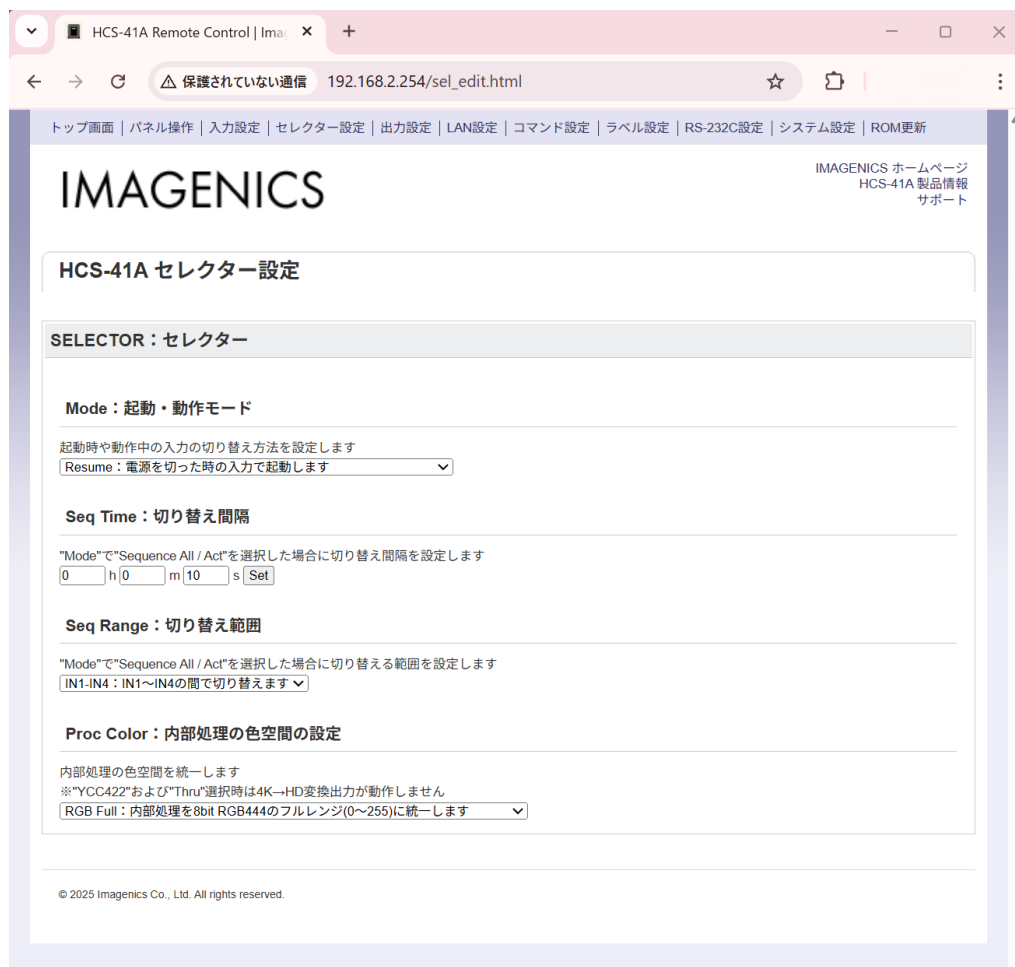 HCS-41A Remote Control | Ima
保護されていない通信 192.168.2.254/sel_edit.html
トップ画面 | パネル操作 | 入力設定 | セレクター設定 | 出力設定 | LAN設定 | コマンド設定 | ラベル設定 | RS-232C設定 | システム設定 | ROM更新
IMAGENICS
IMAGENICS ホームページ
HCS-41A 製品情報
サポート
HCS-41A セレクター設定
SELECTOR：セレクター
Mode：起動・動作モード
起動時や動作中の入力の切り替え方法を設定します
Resume：電源を切った時の入力で起動します
Seq Time：切り替え間隔
"Mode"で"Sequence All / Act"を選択した場合に切り替え間隔を設定します
0 h 0 m 10 s Set
Seq Range：切り替え範囲
"Mode"で"Sequence All / Act"を選択した場合に切り替える範囲を設定します
IN1-IN4：IN1～IN4の間で切り替えます
Proc Color：内部処理の色空間の設定
内部処理の色空間を統一します
※"YCC422"および"Thru"選択時は4K→HD変換出力が動作しません
RGB Full：内部処理を8bit RGB444のフルレンジ(0～255)に統一します
© 2025 Imagenics Co., Ltd. All rights reserved.